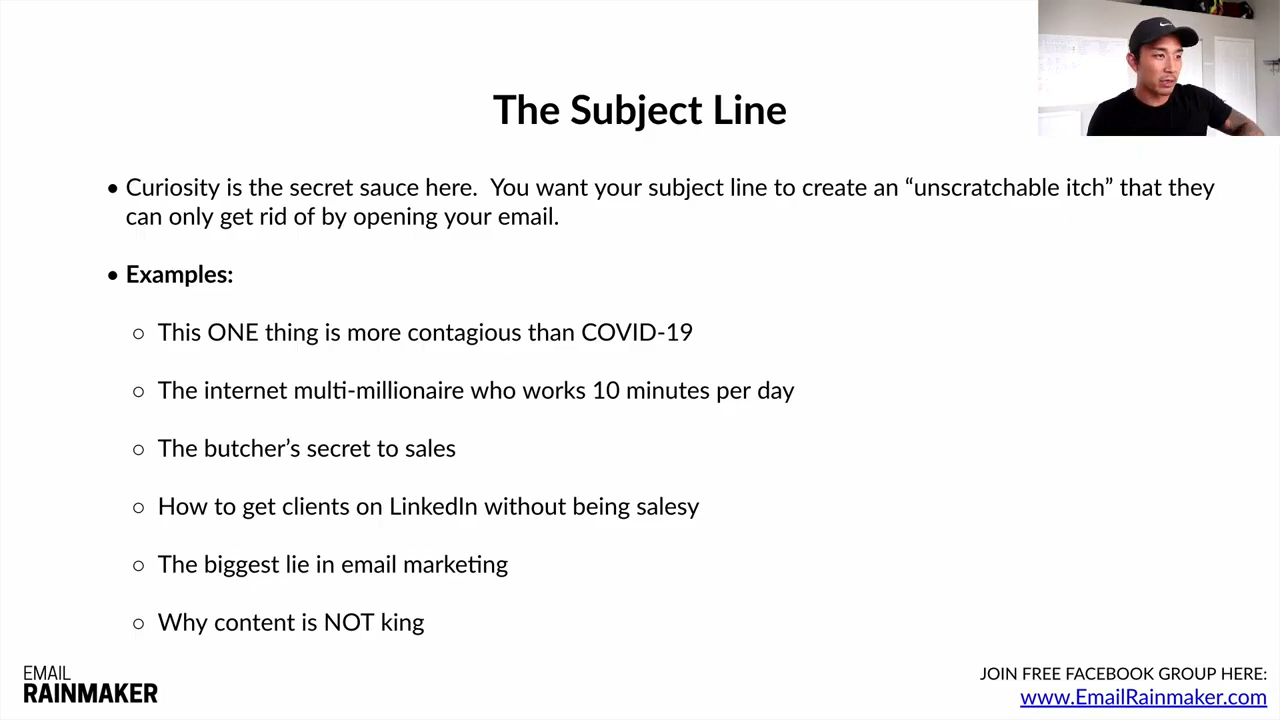 The Subject Line
• Curiosity is the secret sauce here.  You want your subject line to create an “unscratchable itch” that they
can only get rid of by opening your email.
• Examples:
○ This ONE thing is more contagious than COVID-19
○ The internet multi-millionaire who works 10 minutes per day
○ The butcher’s secret to sales
○ How to get clients on LinkedIn without being salesy
○ The biggest lie in email marketing
○ Why content is NOT king
EMAIL
RAINMAKER
JOIN FREE FACEBOOK GROUP HERE:
www.EmailRainmaker.com